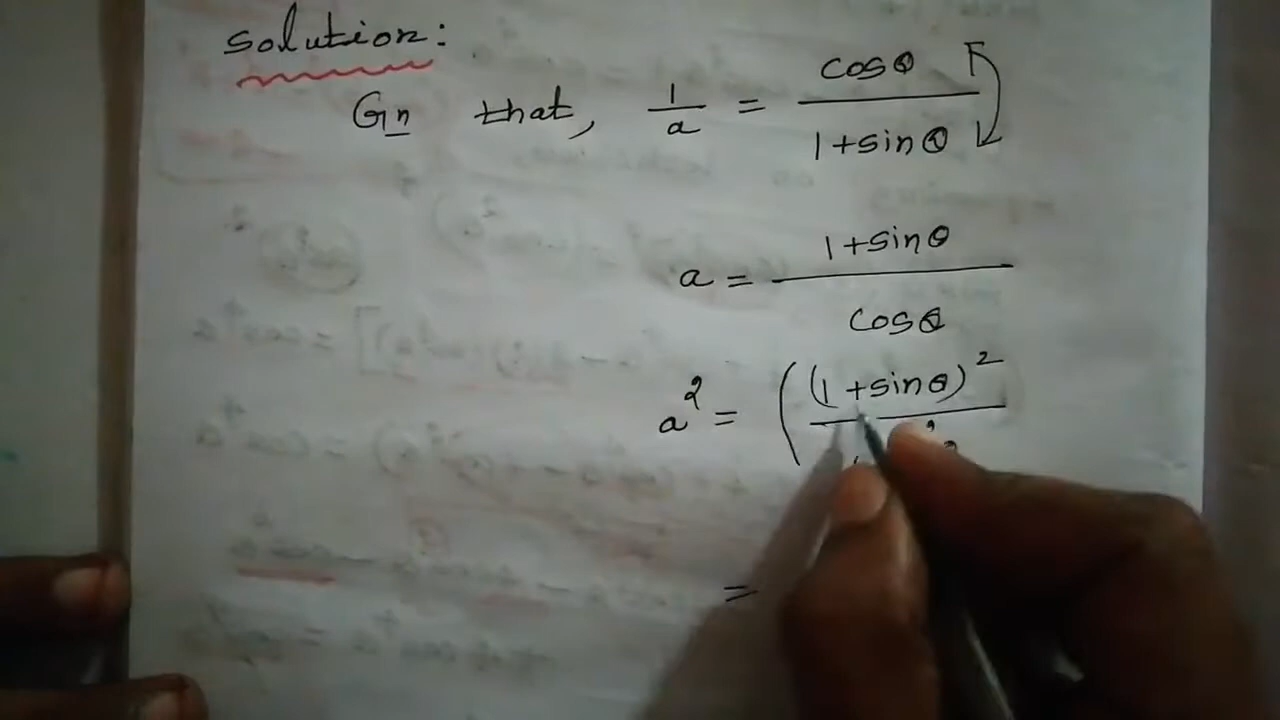 Solution:
Gn that, 1/a = cosθ / 1+sinθ
a = 1+sinθ / cosθ
a² = ( (1+sinθ)² /
=